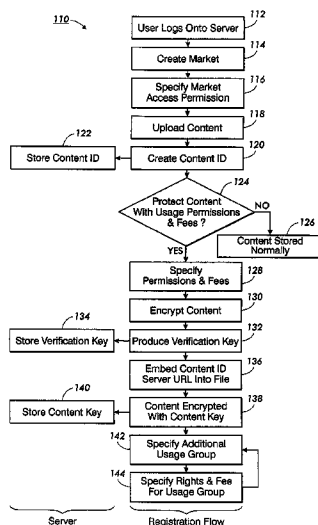 110
112
User Logs Onto Server
114
Create Market
116
Specify Market
Access Permission
118
Upload Content
122
120
Store Content ID
Create Content ID
124
Protect Content
With Usage Permissions
& Fees ?
NO
126
YES
Content Stored
Normally
128
Specify
Permissions & Fees
130
Encrypt Content
134
132
Store Verification Key
Produce Verification Key
136
Embed Content ID
Server URL Into File
140
138
Store Content Key
Content Encrypted
With Content Key
142
Specify Additional
Usage Group
144
Specify Rights & Fee
For Usage Group
Server
Registration Flow